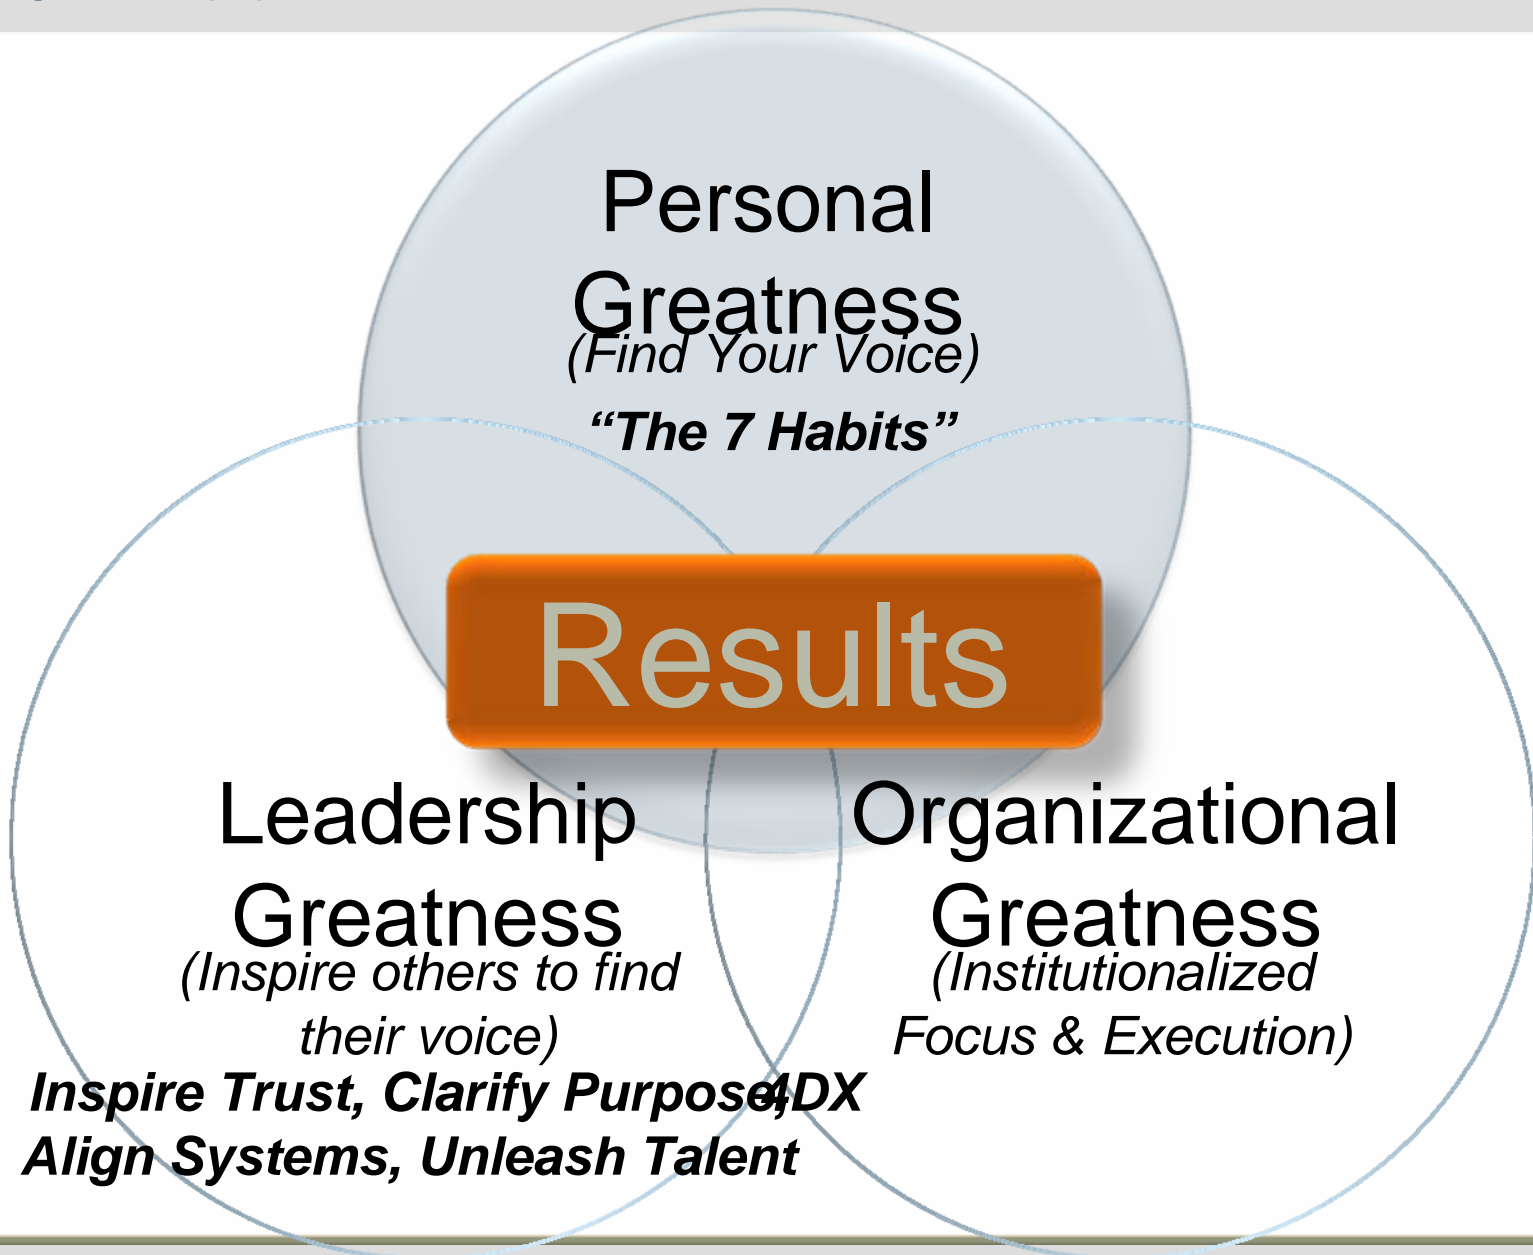 Personal
Greatness
(Find Your Voice)
“The 7 Habits”
Results
Leadership
Greatness
(Inspire others to find
their voice)
Inspire Trust, Clarify Purpose,
Align Systems, Unleash Talent
Organizational
Greatness
(Institutionalized
Focus & Execution)
4DX